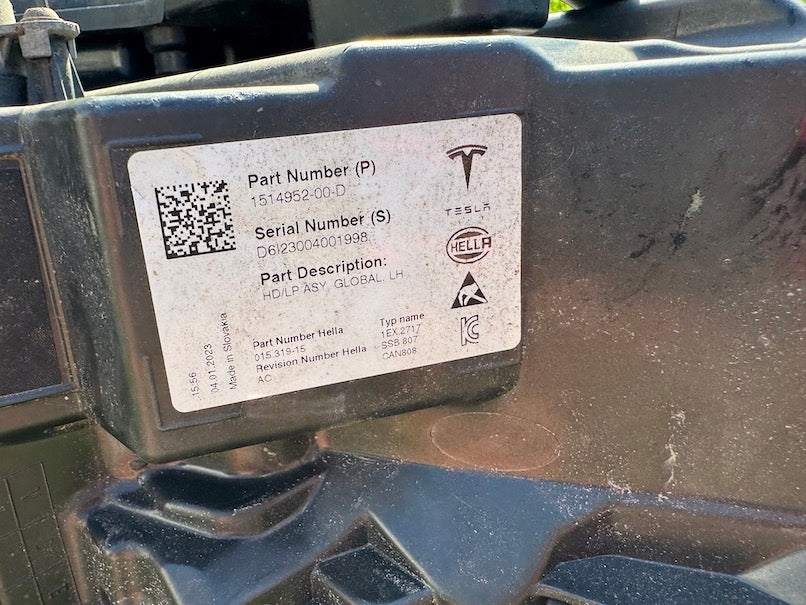 Part Number (P)
1514952-00-D
Serial Number (S)
D6I23004001998
Part Description:
HD/LP ASY, GLOBAL, LH
TESLA
HELLA
Part Number Hella
015.319-15
Revision Number Hella
AC
Typ name
1EX.2717
SSB 807
CAN808
15:56
04.01.2023
Made in Slovakia